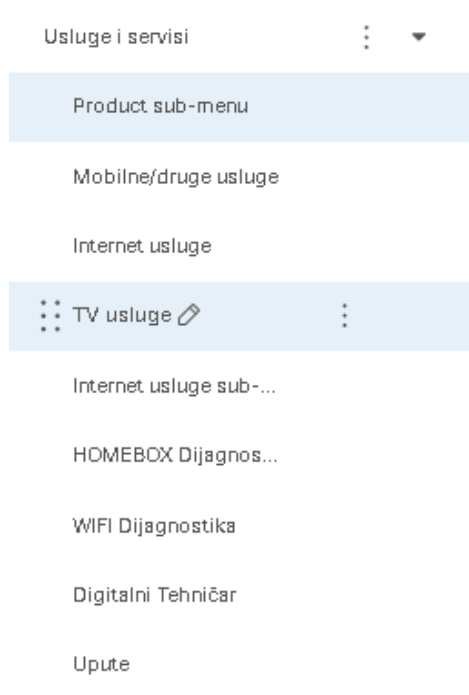 Usluge i servisi
Product sub-menu
Mobilne/druge usluge
Internet usluge
TV usluge
Internet usluge sub-...
HOMEBOX Dijagnos...
WIFI Dijagnostika
Digitalni Tehničar
Upute